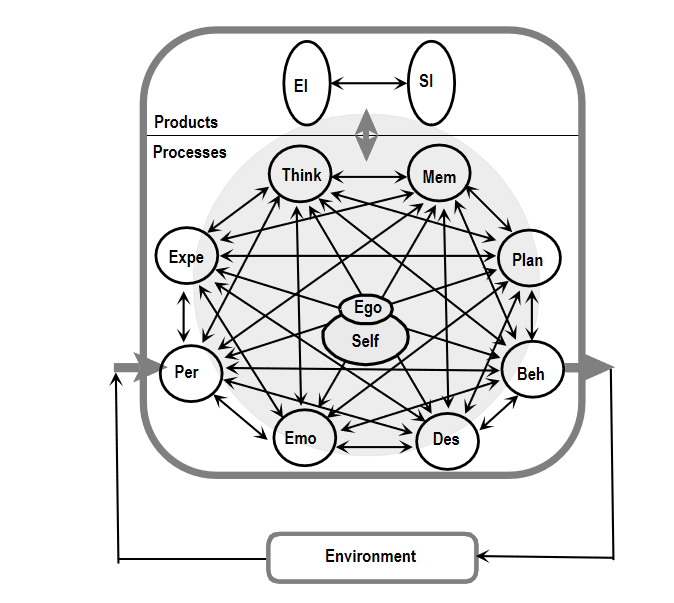 EI
SI
Products
Processes
Think
Mem
Expe
Plan
Ego
Self
Per
Beh
Emo
Des
Environment